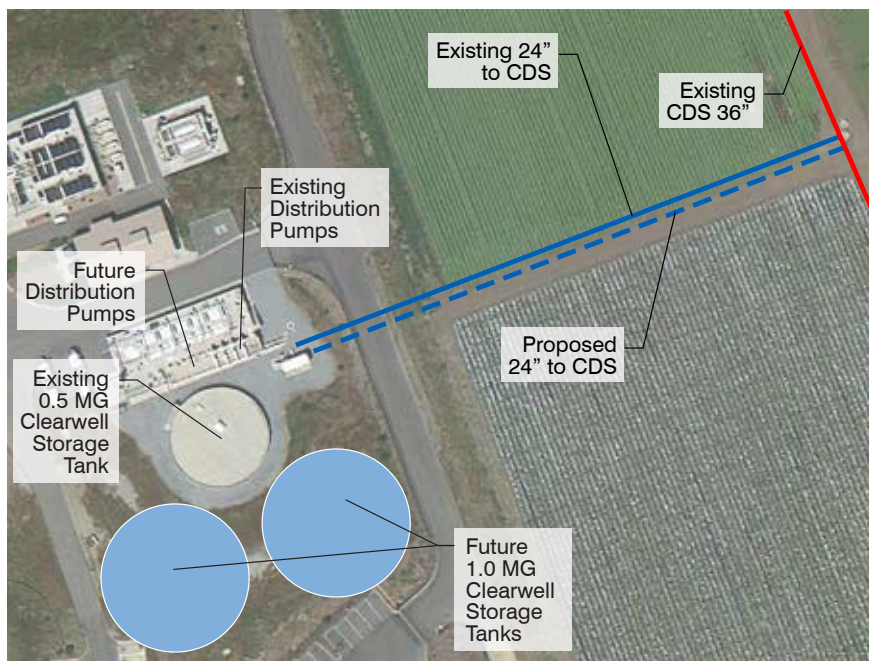 Existing 24”
to CDS
Existing
CDS 36”
Existing
Distribution
Pumps
Future
Distribution
Pumps
Proposed
24” to CDS
Existing
0.5 MG
Clearwell
Storage
Tank
Future
1.0 MG
Clearwell
Storage
Tanks